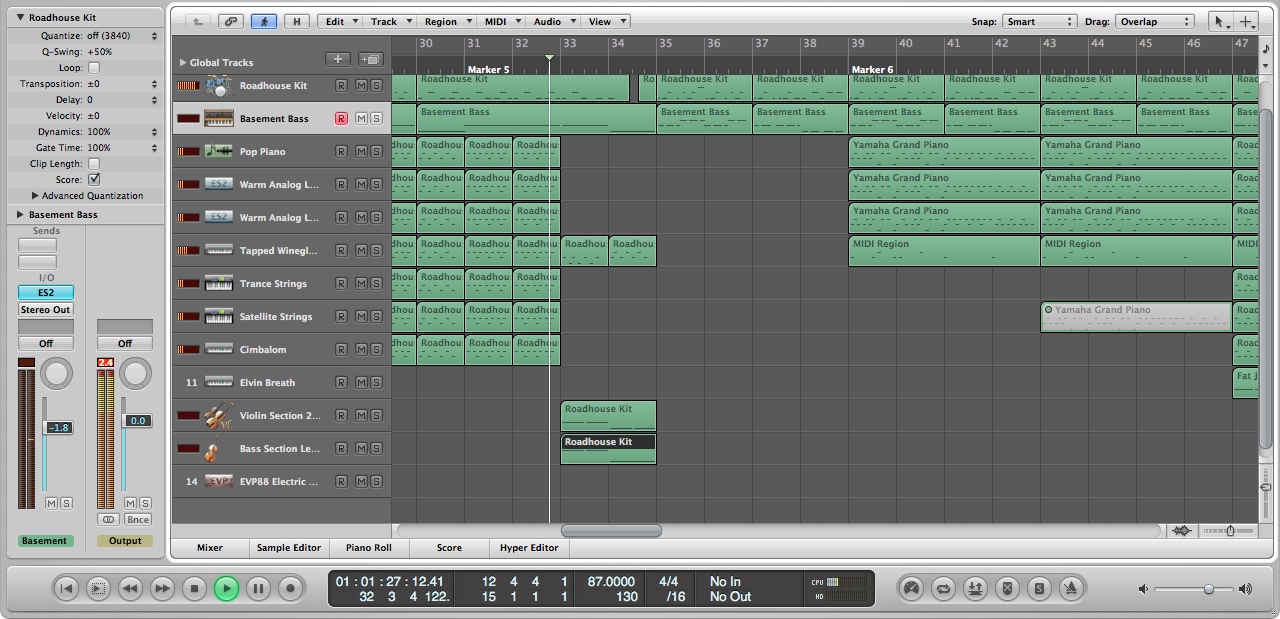 Roadhouse Kit
Quantize: off (3840)
Q-Swing: +50%
Loop:
Transposition: ±0
Delay: 0
Velocity: ±0
Dynamics: 100%
Gate Time: 100%
Clip Length:
Score:
Advanced Quantization
Basement Bass
Sends
I/O
ES2
Stereo Out
Off Off
2.4
-1.8 0.0
M S M S
Bnce
Basement Output
H Edit Track Region MIDI Audio View Snap: Smart Drag: Overlap
30 31 32 33 34 35 36 37 38 39 40 41 42 43 44 45 46 47
Global Tracks
Marker 5 Marker 6
Roadhouse Kit R M S Roadhouse Kit Ro Roadhouse Kit Roadhouse Kit Roadhouse Kit Roadhouse Kit Roadhouse Kit Roadhouse Kit Road
Basement Bass R M S Basement Bass Basement Bass Basement Bass Basement Bass Basement Bass Basement Bass Basement Bass Base
Pop Piano R M S dhou Roadhou Roadhou Roadhou Yamaha Grand Piano Yamaha Grand Piano Road
ES2 Warm Analog L... R M S dhou Roadhou Roadhou Roadhou Yamaha Grand Piano Yamaha Grand Piano Road
ES2 Warm Analog L... R M S dhou Roadhou Roadhou Roadhou Yamaha Grand Piano Yamaha Grand Piano Road
Tapped Winegl... R M S dhou Roadhou Roadhou Roadhou Roadhou Roadhou MIDI Region MIDI Region MIDI
Trance Strings R M S dhou Roadhou Roadhou Roadhou Road
Satellite Strings R M S dhou Roadhou Roadhou Roadhou Yamaha Grand Piano Road
Cimbalom R M S dhou Roadhou Roadhou Roadhou Road
11 Elvin Breath R M S Fat J
Violin Section 2... R M S Roadhouse Kit
Bass Section Le... R M S Roadhouse Kit
14 EVP EVP88 Electric ... R M S
Mixer Sample Editor Piano Roll Score Hyper Editor
01 : 01 : 27 : 12.41 12 4 4 1 87.0000 4/4 No In CPU
32 3 4 122. 15 1 1 1 130 /16 No Out HD
S